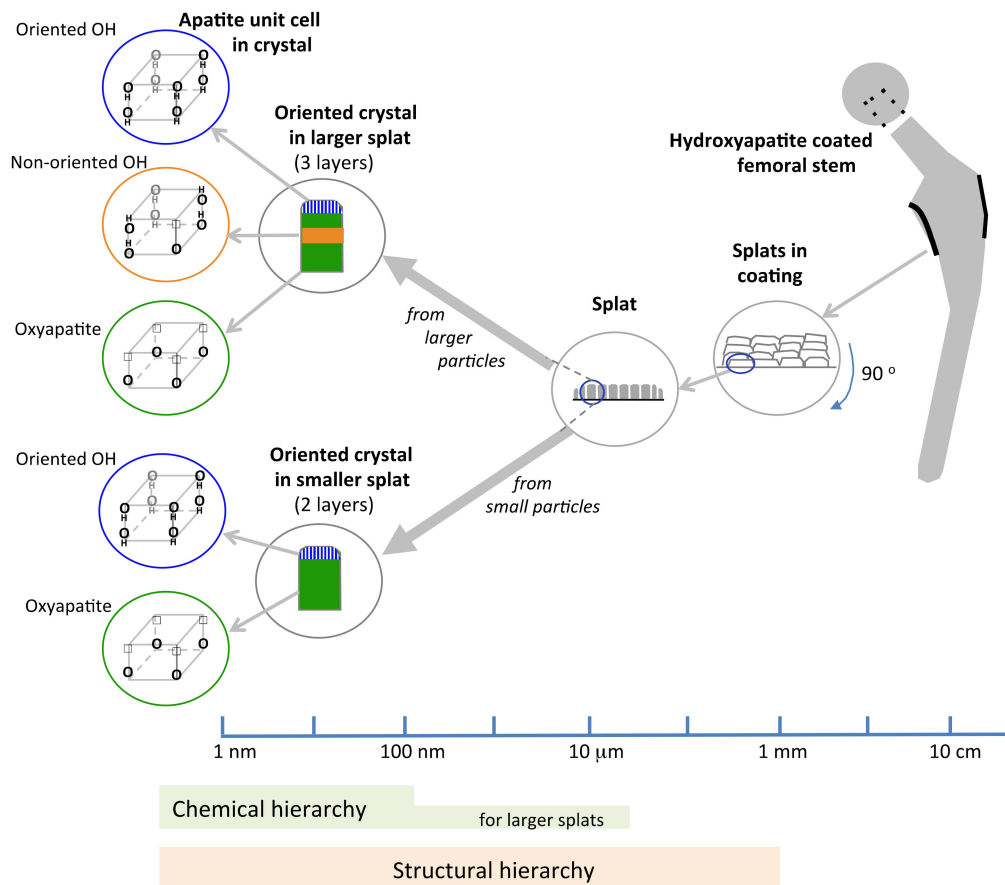 Oriented OH
Apatite unit cell
in crystal
Oriented crystal
in larger splat
(3 layers)
Non-oriented OH
Oxyapatite
Hydroxyapatite coated
femoral stem
Splats in
coating
90 °
Splat
from
larger
particles
from
small particles
Oriented OH
Oriented crystal
in smaller splat
(2 layers)
Oxyapatite
O H O H O H O H
O H O H O H O H
H O H O H O
H O H O O
O O
O O
O H O H O H O H
O H O H O H O H
O O
O O
1 nm
100 nm
10 µm
1 mm
10 cm
Chemical hierarchy
for larger splats
Structural hierarchy